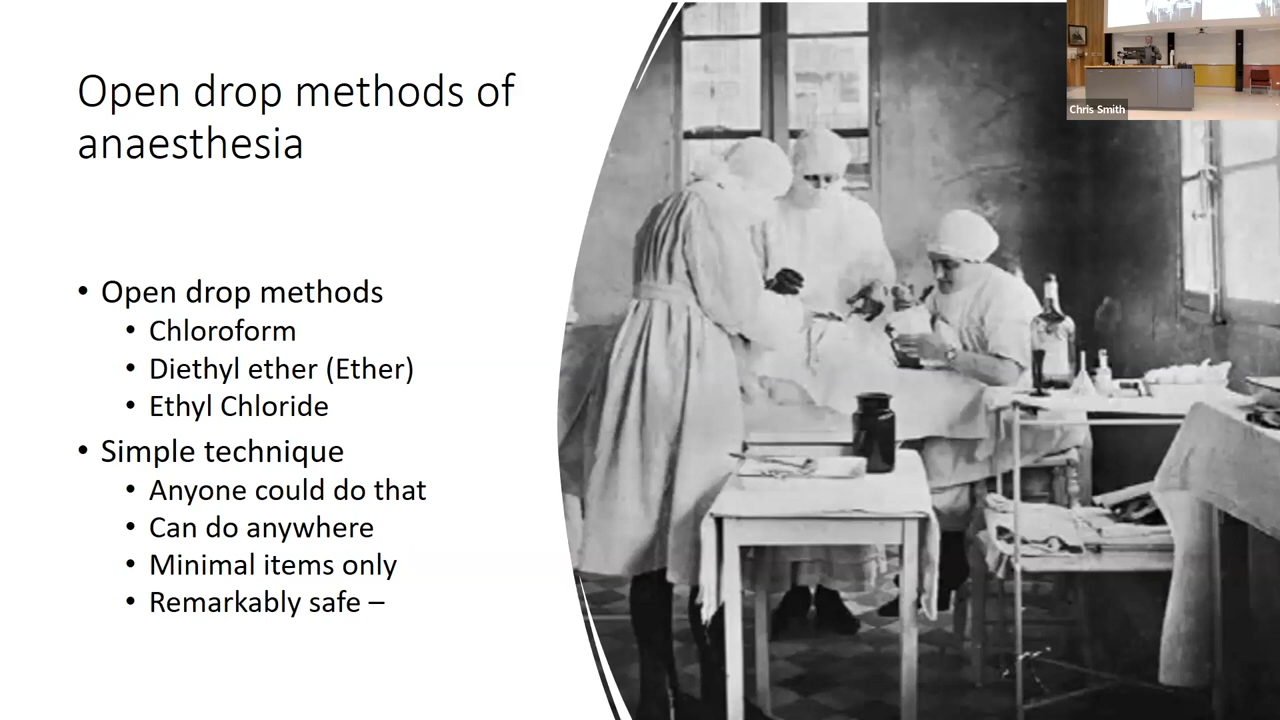 Open drop methods of
anaesthesia
• Open drop methods
• Chloroform
• Diethyl ether (Ether)
• Ethyl Chloride
• Simple technique
• Anyone could do that
• Can do anywhere
• Minimal items only
• Remarkably safe –
Chris Smith